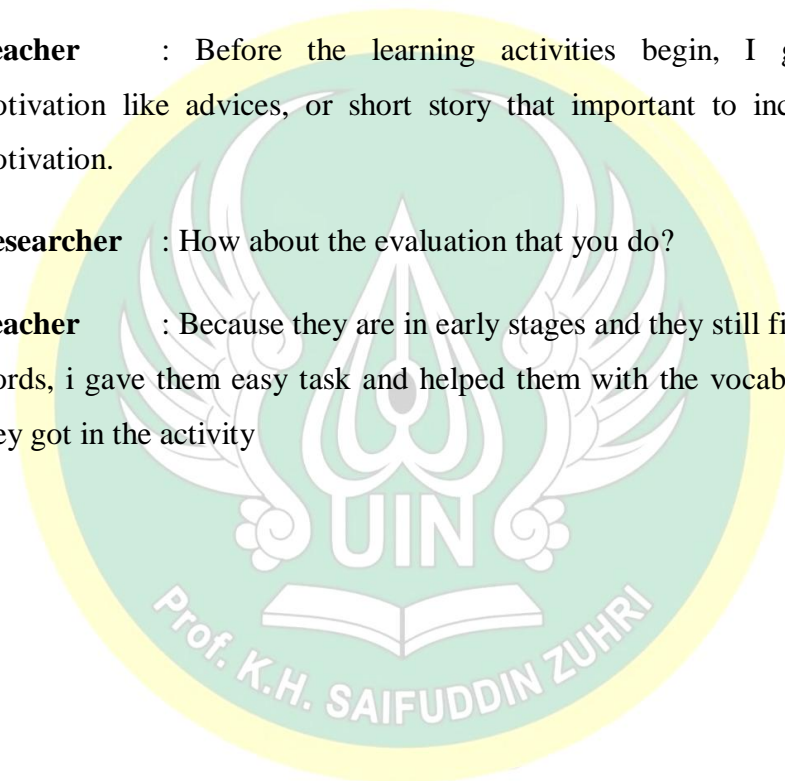 eacher : Before the learning activities begin, I g
otivation like advices, or short story that important to inc
otivation.
esearcher : How about the evaluation that you do?
eacher : Because they are in early stages and they still fi
ords, i gave them easy task and helped them with the vocab
ey got in the activity
UIN
Prof. K.H. SAIFUDDIN ZUHRI